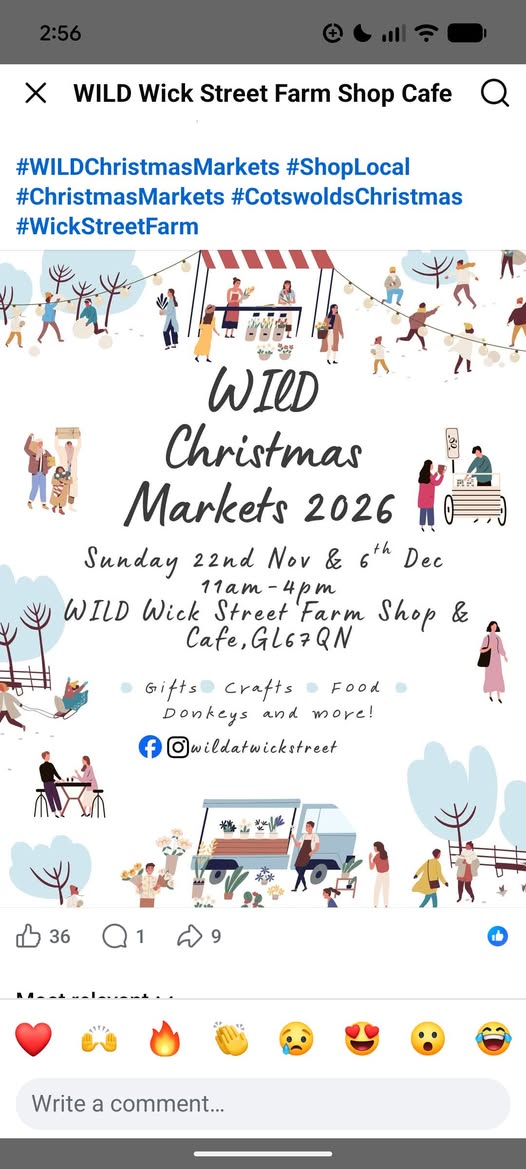 2:56
WILD Wick Street Farm Shop Cafe
#WILDChristmasMarkets #ShopLocal
#ChristmasMarkets #CotswoldsChristmas
#WickStreetFarm
WIlD
Christmas
Markets 2026
Sunday 22nd Nov & 6th Dec
11am-4pm
WILD Wick Street Farm Shop &
Cafe,GL67QN
Gifts Crafts Food
Donkeys and more!
wildatwickstreet
36 1 9
Most relevant
Write a comment...